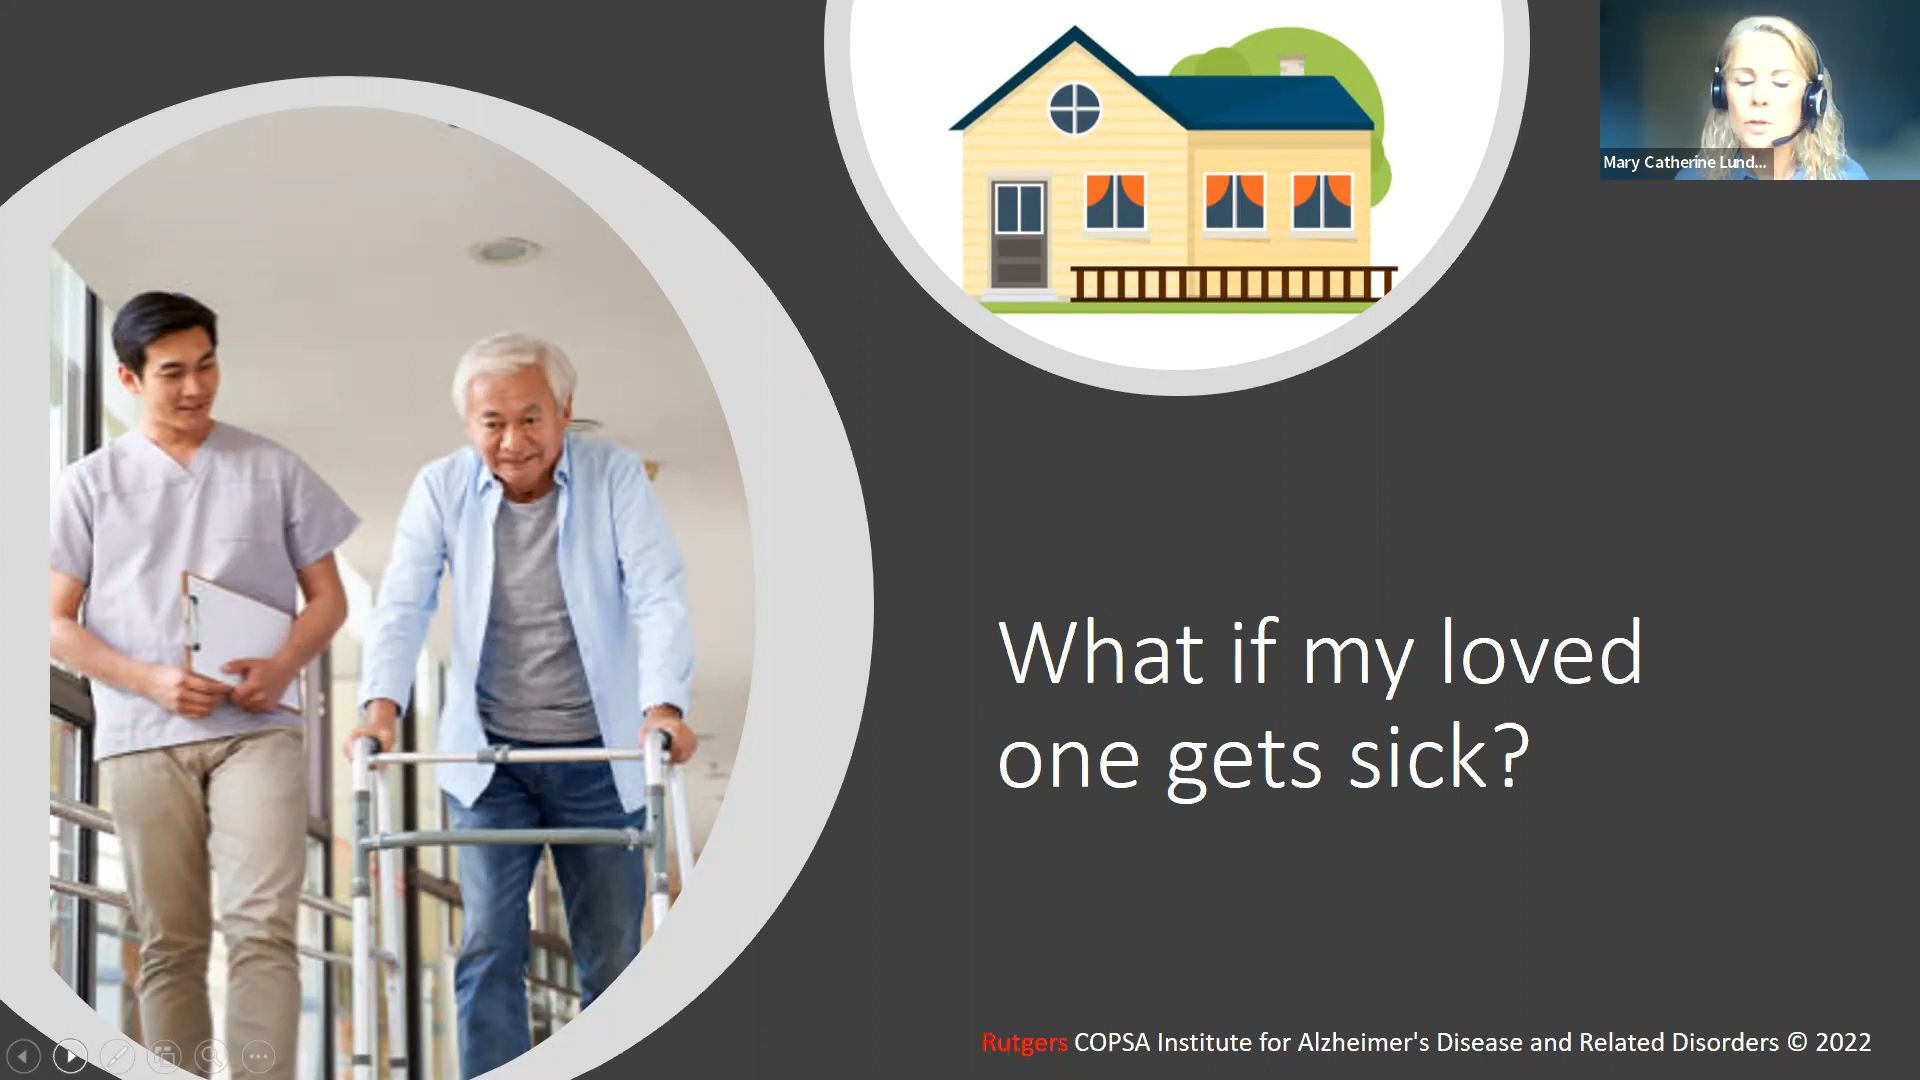 Mary Catherine Lund...
What if my loved
one gets sick?
Rutgers COPSA Institute for Alzheimer's Disease and Related Disorders © 2022